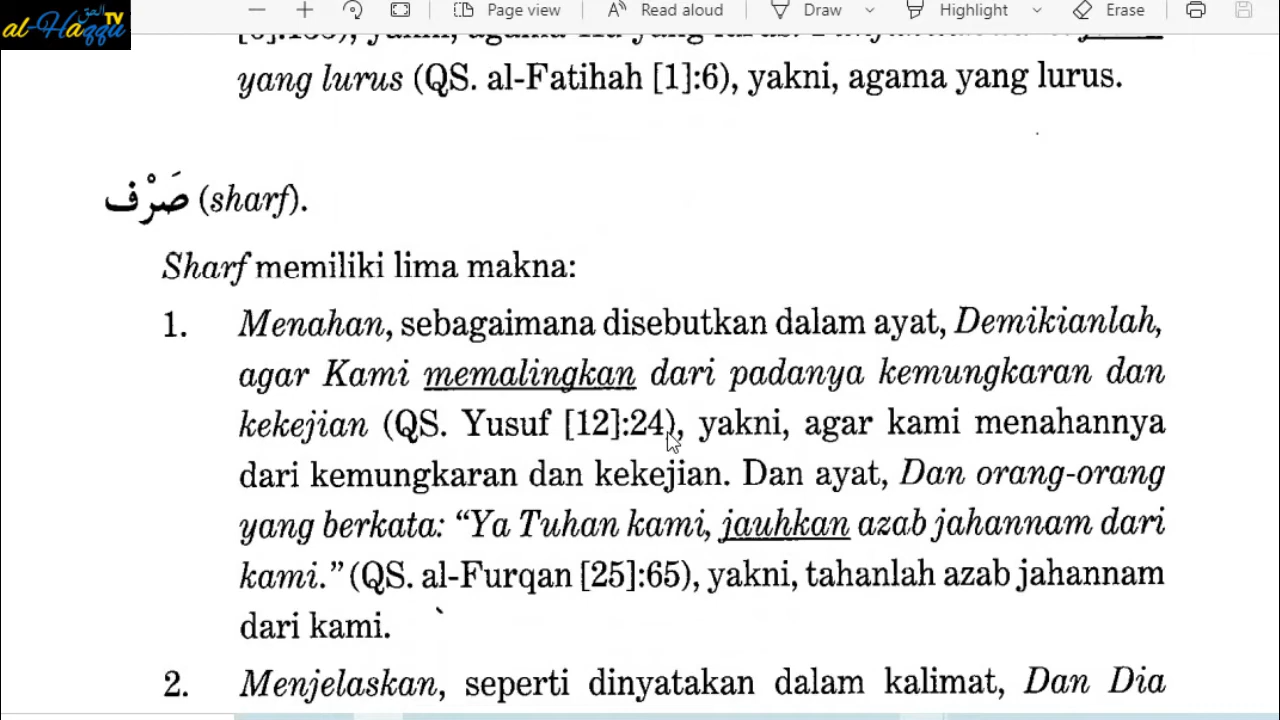 الحق
al-Haqqu TV
Page view Read aloud Draw Highlight Erase
yang lurus (QS. al-Fatihah [1]:6), yakni, agama yang lurus.
صَرْف (sharf).
Sharf memiliki lima makna:
1. Menahan, sebagaimana disebutkan dalam ayat, Demikianlah,
agar Kami memalingkan dari padanya kemungkaran dan
kekejian (QS. Yusuf [12]:24), yakni, agar kami menahannya
dari kemungkaran dan kekejian. Dan ayat, Dan orang-orang
yang berkata: “Ya Tuhan kami, jauhkan azab jahannam dari
kami.” (QS. al-Furqan [25]:65), yakni, tahanlah azab jahannam
dari kami.
2. Menjelaskan, seperti dinyatakan dalam kalimat, Dan Dia